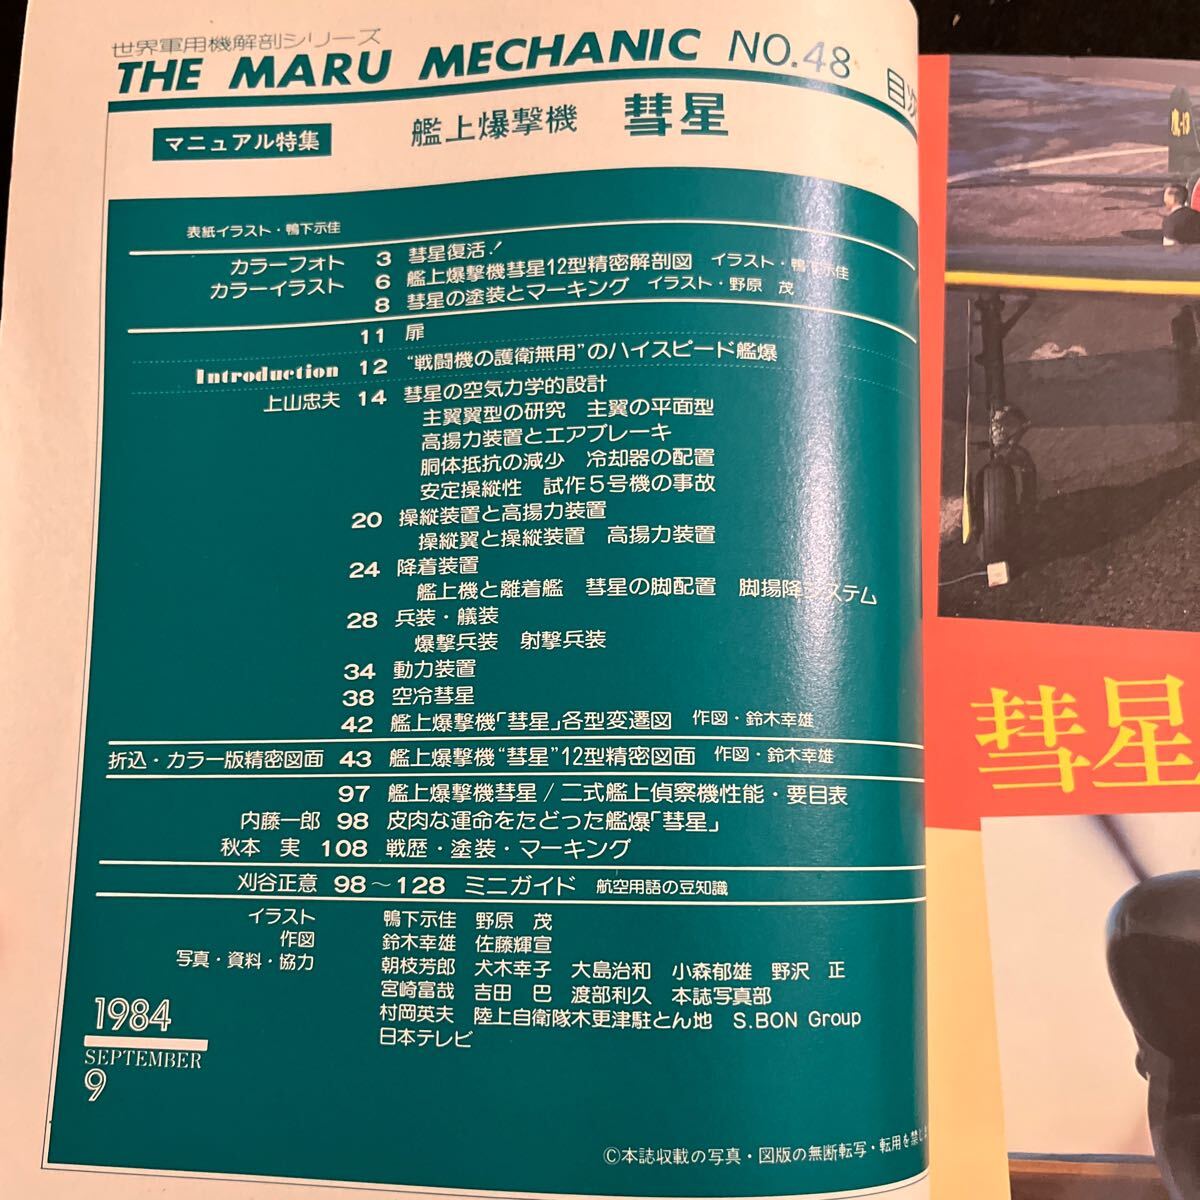 世界軍用機解剖シリーズ
THE MARU MECHANIC NO.48 目次
マニュアル特集 艦上爆撃機 彗星
表紙イラスト・鴨下示佳
カラーフォト 3 彗星復活!
カラーイラスト 6 艦上爆撃機彗星12型精密解剖図 イラスト・鴨下示佳
8 彗星の塗装とマーキング イラスト・野原 茂
11 扉
Introduction 12 “戦闘機の護衛無用”のハイスピード艦爆
上山忠夫 14 彗星の空気力学的設計
主翼翼型の研究 主翼の平面型
高揚力装置とエアブレーキ
胴体抵抗の減少 冷却器の配置
安定操縦性 試作5号機の事故
20 操縦装置と高揚力装置
操縦翼と操縦装置 高揚力装置
24 降着装置
艦上機と離着艦 彗星の脚配置 脚揚降システム
28 兵装・艤装
爆撃兵装 射撃兵装
34 動力装置
38 空冷彗星
42 艦上爆撃機「彗星」各型変遷図 作図・鈴木幸雄
折込・カラー版精密図面 43 艦上爆撃機“彗星”12型精密図面 作図・鈴木幸雄
97 艦上爆撃機彗星/二式艦上偵察機性能・要目表
内藤一郎 98 皮肉な運命をたどった艦爆「彗星」
秋本 実 108 戦歴・塗装・マーキング
刈谷正意 98～128 ミニガイド 航空用語の豆知識
イラスト 鴨下示佳 野原 茂
作図 鈴木幸雄 佐藤輝宣
写真・資料・協力 朝枝芳郎 犬木幸子 大島治和 小森郁雄 野沢 正
宮崎富哉 吉田 巴 渡部利久 本誌写真部
村岡英夫 陸上自衛隊木更津駐とん地 S.BON Group
日本テレビ
1984
SEPTEMBER
9
©本誌収載の写真・図版の無断転写・転用を禁じ
彗星